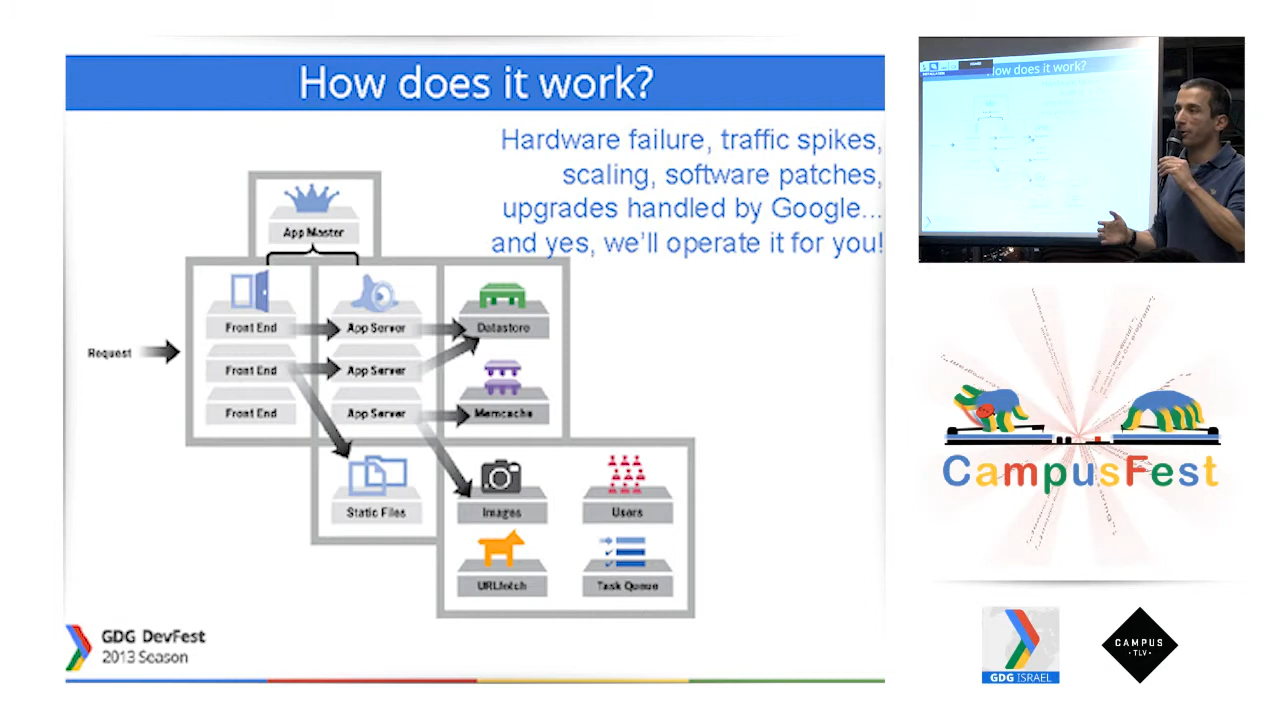 How does it work?
Hardware failure, traffic spikes,
scaling, software patches,
upgrades handled by Google...
and yes, we'll operate it for you!
App Master
Request
Front End
App Server
Datastore
Front End
App Server
Front End
App Server
Memcache
Static Files
Images
Users
URLfetch
Task Queue
GDG DevFest
2013 Season
How does it work?
CampusFest
GDG ISRAEL
CAMPUS
TLV